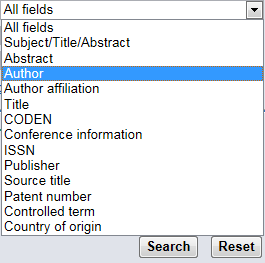 All fields
All fields
Subject/Title/Abstract
Abstract
Author
Author affiliation
Title
CODEN
Conference information
ISSN
Publisher
Source title
Patent number
Controlled term
Country of origin
Search Reset